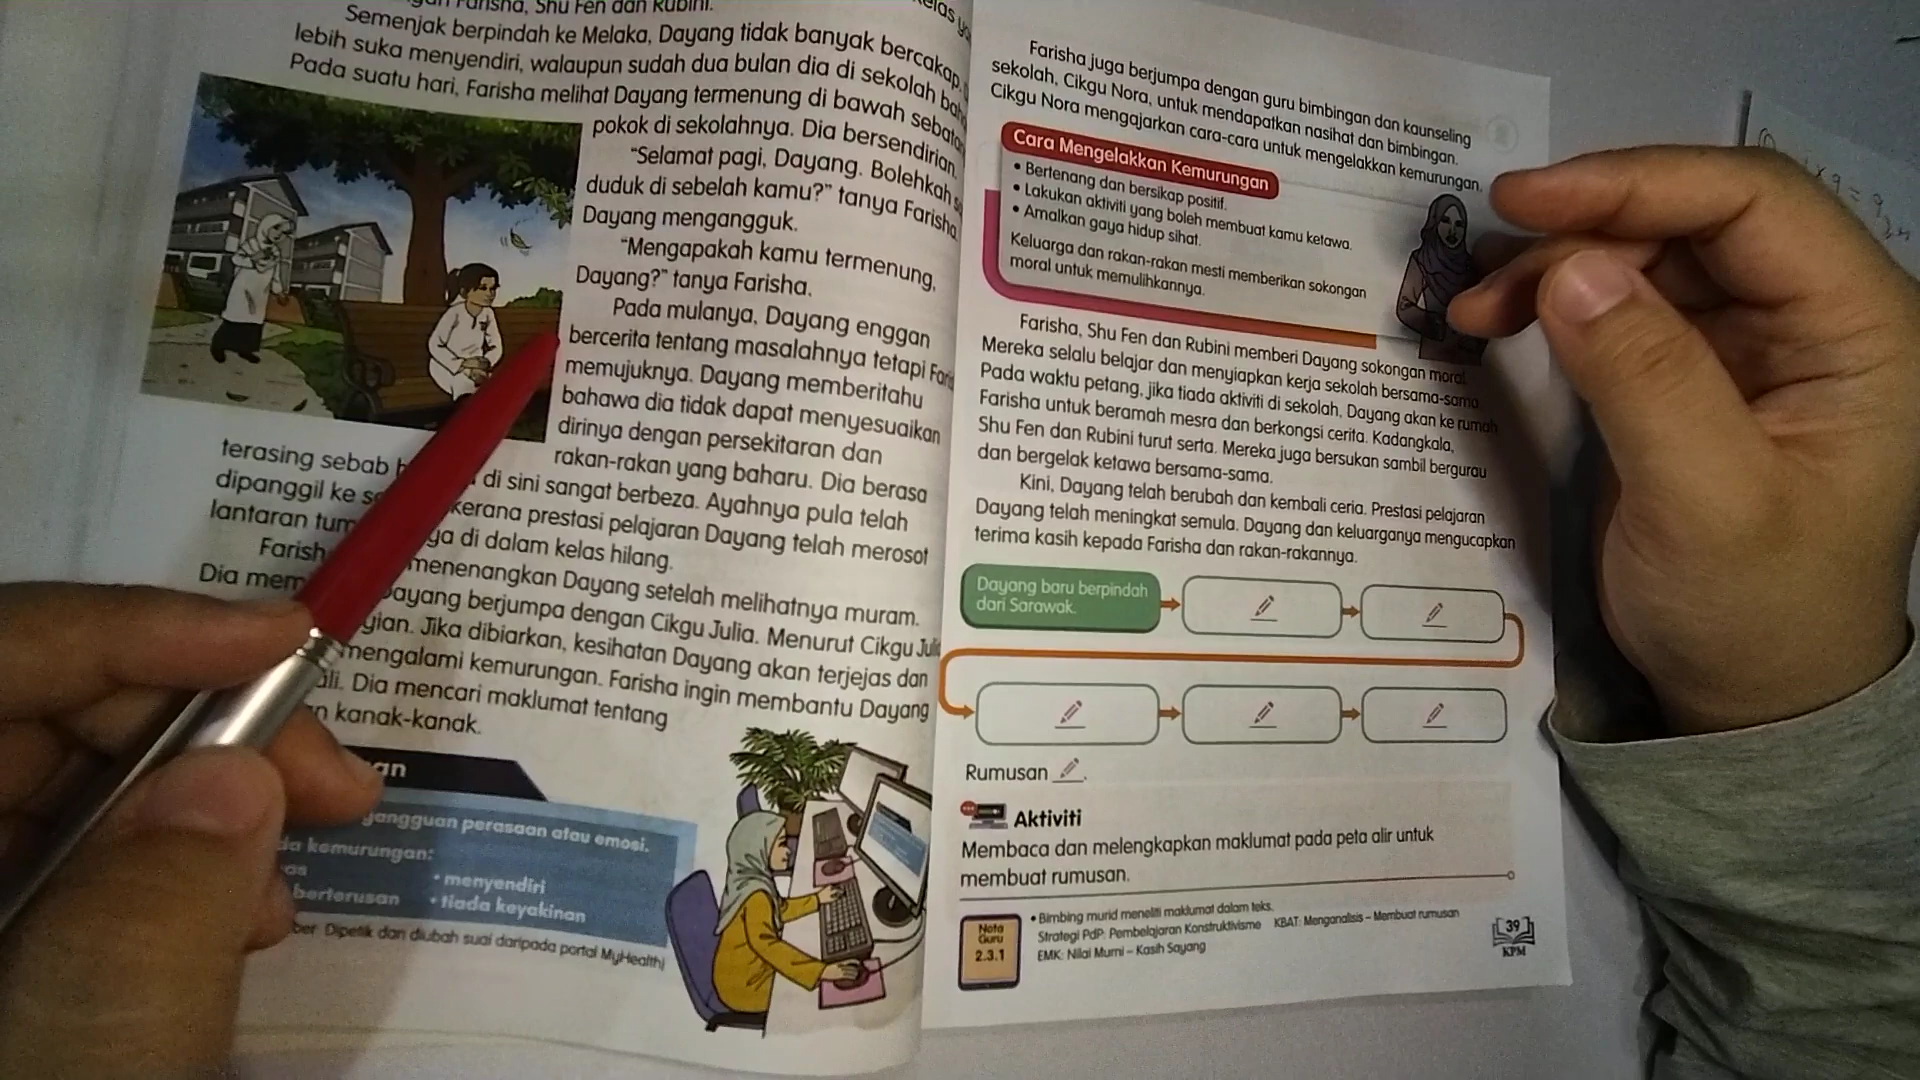 Farisha, Shu Fen dan Rubini.
Semenjak berpindah ke Melaka, Dayang tidak banyak bercakap.
lebih suka menyendiri, walaupun sudah dua bulan dia di sekolah
Pada suatu hari, Farisha melihat Dayang termenung di bawah
pokok di sekolahnya. Dia bersendirian.
“Selamat pagi, Dayang. Bolehkah
duduk di sebelah kamu?” tanya Farisha.
Dayang mengangguk.
“Mengapakah kamu termenung,
Dayang?” tanya Farisha.
Pada mulanya, Dayang enggan
bercerita tentang masalahnya tetapi
memujuknya. Dayang memberitahu
bahawa dia tidak dapat menyesuaikan
dirinya dengan persekitaran dan
rakan-rakan yang baharu. Dia berasa
terasing sebab di sini sangat berbeza. Ayahnya pula telah
dipanggil ke kerana prestasi pelajaran Dayang telah merosot
lantaran di dalam kelas hilang.
menenangkan Dayang setelah melihatnya muram.
Dia Dayang berjumpa dengan Cikgu Julia. Menurut Cikgu
Jika dibiarkan, kesihatan Dayang akan terjejas dan
mengalami kemurungan. Farisha ingin membantu Dayang
Dia mencari maklumat tentang
kanak-kanak.
perasaan atau emosi.
kemurungan:
• menyendiri
berterusan • tiada keyakinan
Dipetik dan diubah suai daripada portal MyHealth
Farisha juga berjumpa dengan guru bimbingan dan kaunseling
sekolah, Cikgu Nora, untuk mendapatkan nasihat dan bimbingan.
Cikgu Nora mengajarkan cara-cara untuk mengelakkan kemurungan.
Cara Mengelakkan Kemurungan
• Bertenang dan bersikap positif.
• Lakukan aktiviti yang boleh membuat kamu ketawa.
• Amalkan gaya hidup sihat.
Keluarga dan rakan-rakan mesti memberikan sokongan
moral untuk memulihkannya.
Farisha, Shu Fen dan Rubini memberi Dayang sokongan moral.
Mereka selalu belajar dan menyiapkan kerja sekolah bersama-sama.
Pada waktu petang, jika tiada aktiviti di sekolah, Dayang akan ke rumah
Farisha untuk beramah mesra dan berkongsi cerita. Kadangkala,
Shu Fen dan Rubini turut serta. Mereka juga bersukan sambil bergurau
dan bergelak ketawa bersama-sama.
Kini, Dayang telah berubah dan kembali ceria. Prestasi pelajaran
Dayang telah meningkat semula. Dayang dan keluarganya mengucapkan
terima kasih kepada Farisha dan rakan-rakannya.
Dayang baru berpindah
dari Sarawak.
Rumusan
Aktiviti
Membaca dan melengkapkan maklumat pada peta alir untuk
membuat rumusan.
Nota
Guru
2.3.1
• Bimbing murid meneliti maklumat dalam teks.
Strategi PdP: Pembelajaran Konstruktivisme KBAT: Menganalisis – Membuat rumusan
EMK: Nilai Murni – Kasih Sayang
39
KPM